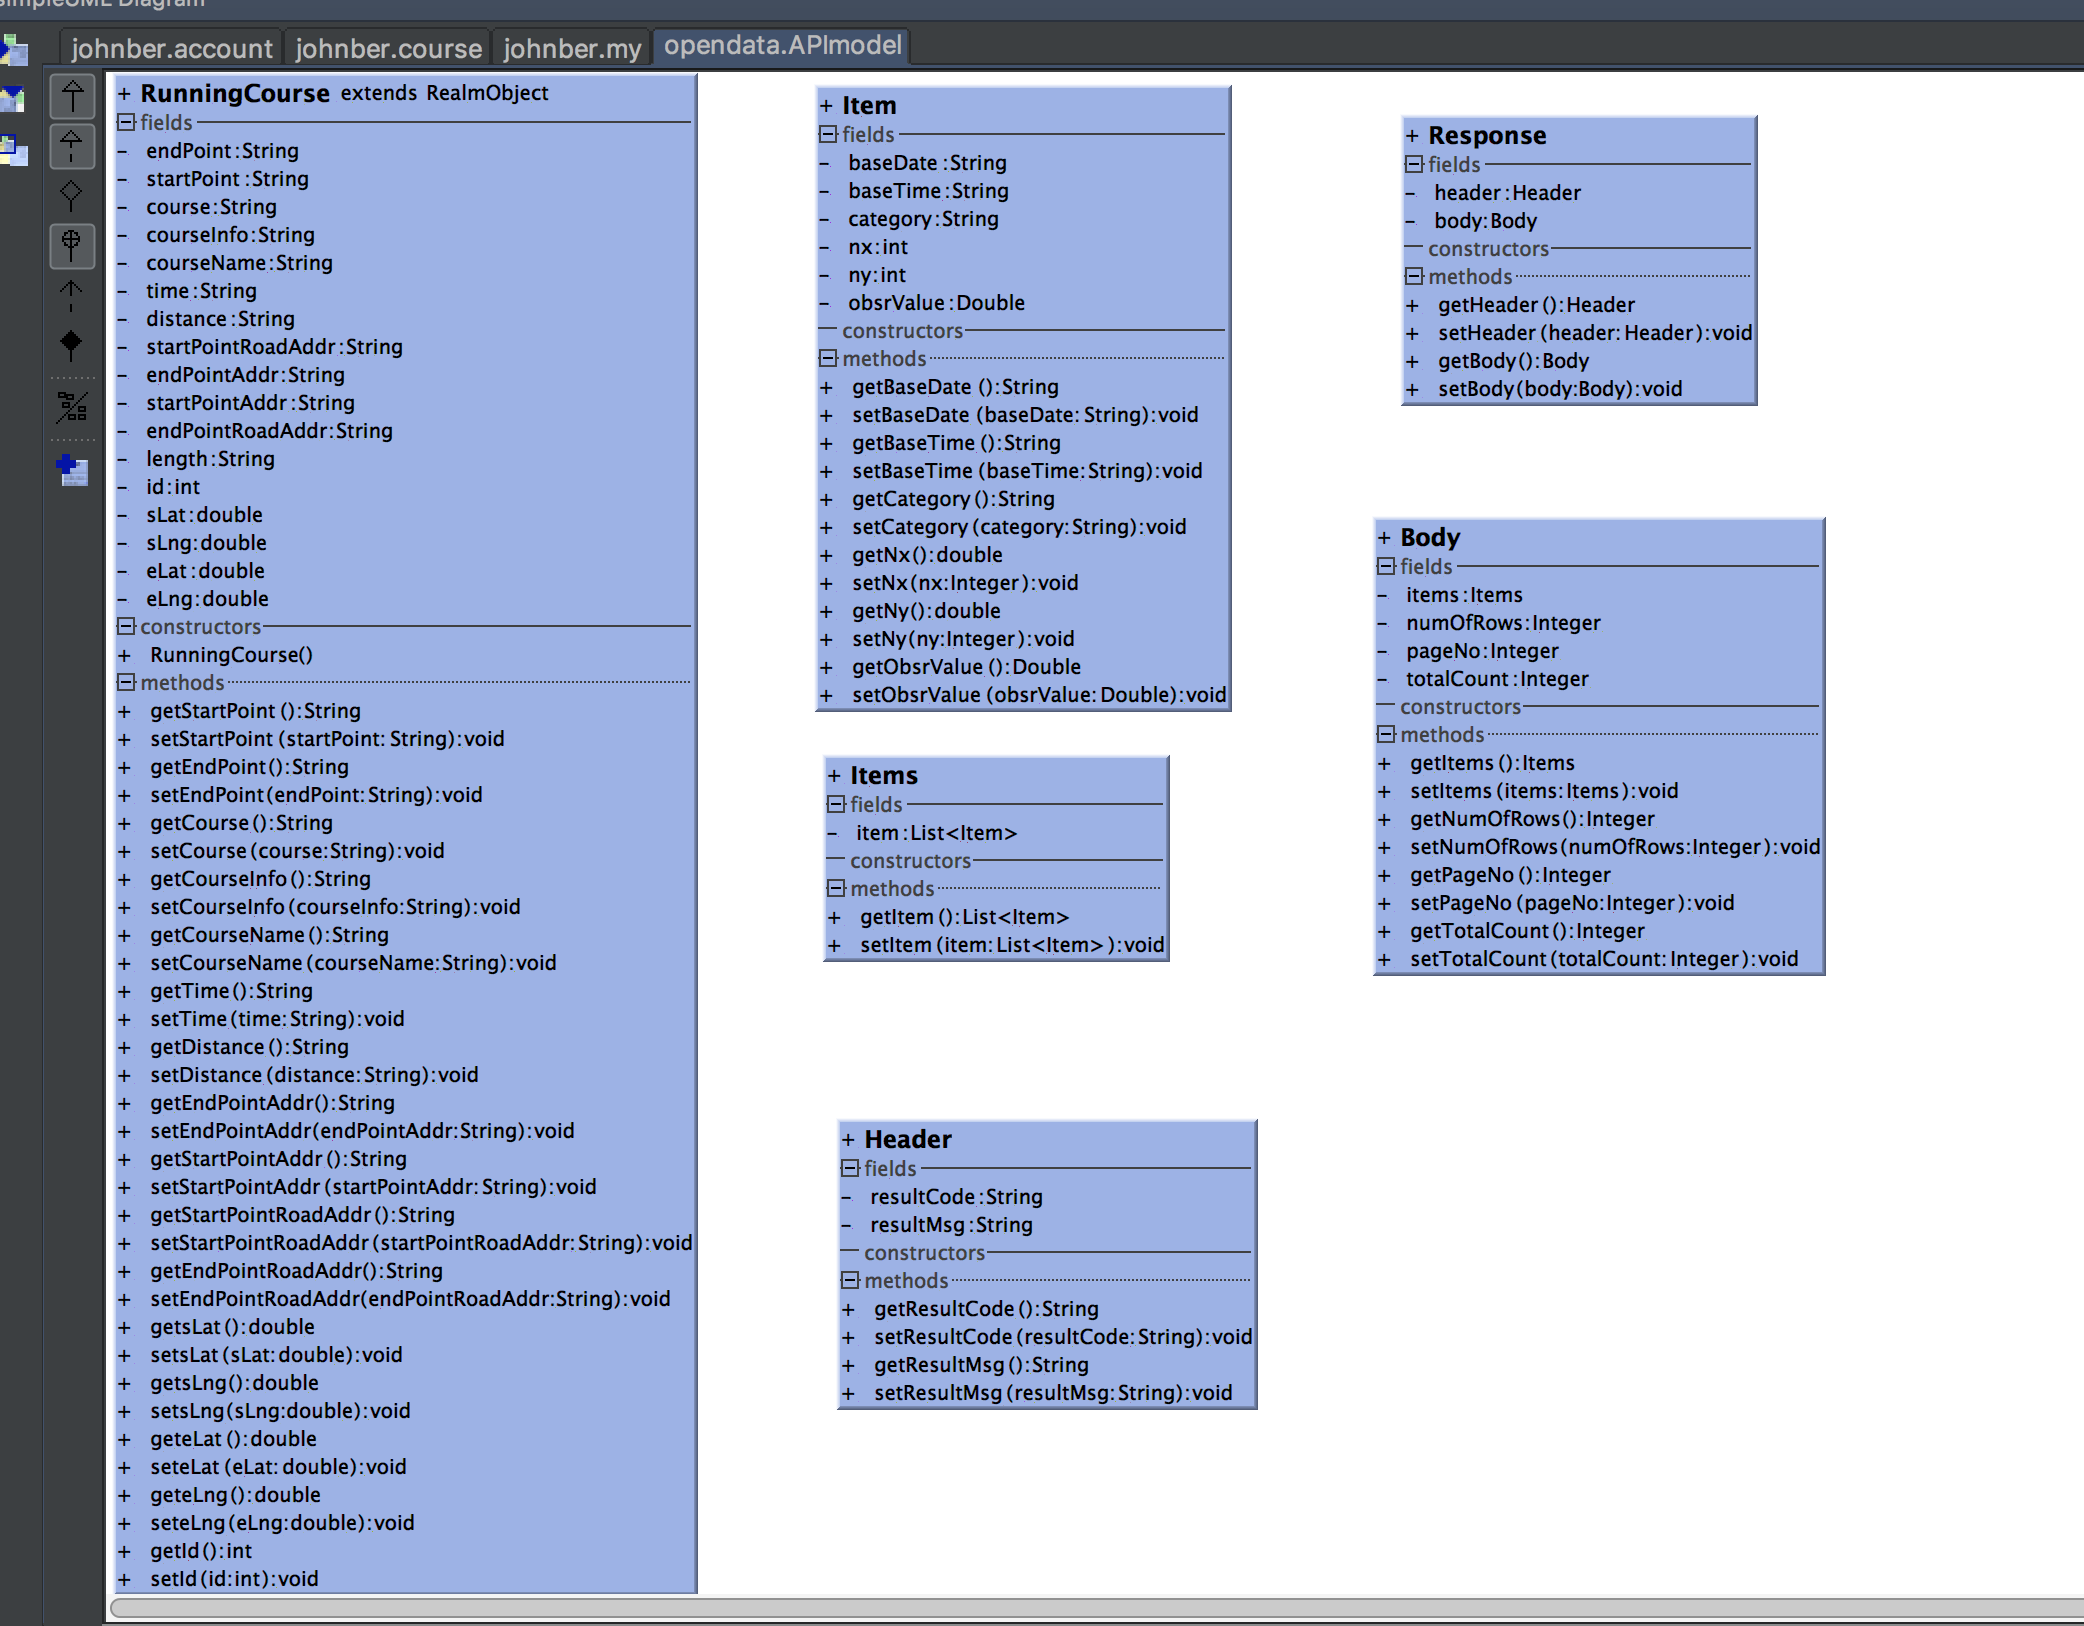 simpleUML Diagram
johnber.account johnber.course johnber.my opendata.APImodel
+ RunningCourse extends RealmObject
fields
- endPoint:String
- startPoint:String
- course:String
- courseInfo:String
- courseName:String
- time:String
- distance:String
- startPointRoadAddr:String
- endPointAddr:String
- startPointAddr:String
- endPointRoadAddr:String
- length:String
- id:int
- sLat:double
- sLng:double
- eLat:double
- eLng:double
constructors
+ RunningCourse()
methods
+ getStartPoint():String
+ setStartPoint(startPoint:String):void
+ getEndPoint():String
+ setEndPoint(endPoint:String):void
+ getCourse():String
+ setCourse(course:String):void
+ getCourseInfo():String
+ setCourseInfo(courseInfo:String):void
+ getCourseName():String
+ setCourseName(courseName:String):void
+ getTime():String
+ setTime(time:String):void
+ getDistance():String
+ setDistance(distance:String):void
+ getEndPointAddr():String
+ setEndPointAddr(endPointAddr:String):void
+ getStartPointAddr():String
+ setStartPointAddr(startPointAddr:String):void
+ getStartPointRoadAddr():String
+ setStartPointRoadAddr(startPointRoadAddr:String):void
+ getEndPointRoadAddr():String
+ setEndPointRoadAddr(endPointRoadAddr:String):void
+ getsLat():double
+ setsLat(sLat:double):void
+ getsLng():double
+ setsLng(sLng:double):void
+ geteLat():double
+ seteLat(eLat:double):void
+ geteLng():double
+ seteLng(eLng:double):void
+ getId():int
+ setId(id:int):void
+ Item
fields
- baseDate:String
- baseTime:String
- category:String
- nx:int
- ny:int
- obsrValue:Double
constructors
methods
+ getBaseDate():String
+ setBaseDate(baseDate:String):void
+ getBaseTime():String
+ setBaseTime(baseTime:String):void
+ getCategory():String
+ setCategory(category:String):void
+ getNx():double
+ setNx(nx:Integer):void
+ getNy():double
+ setNy(ny:Integer):void
+ getObsrValue():Double
+ setObsrValue(obsrValue:Double):void
+ Items
fields
- item:List<Item>
constructors
methods
+ getItem():List<Item>
+ setItem(item:List<Item>):void
+ Header
fields
- resultCode:String
- resultMsg:String
constructors
methods
+ getResultCode():String
+ setResultCode(resultCode:String):void
+ getResultMsg():String
+ setResultMsg(resultMsg:String):void
+ Response
fields
- header:Header
- body:Body
constructors
methods
+ getHeader():Header
+ setHeader(header:Header):void
+ getBody():Body
+ setBody(body:Body):void
+ Body
fields
- items:Items
- numOfRows:Integer
- pageNo:Integer
- totalCount:Integer
constructors
methods
+ getItems():Items
+ setItems(items:Items):void
+ getNumOfRows():Integer
+ setNumOfRows(numOfRows:Integer):void
+ getPageNo():Integer
+ setPageNo(pageNo:Integer):void
+ getTotalCount():Integer
+ setTotalCount(totalCount:Integer):void